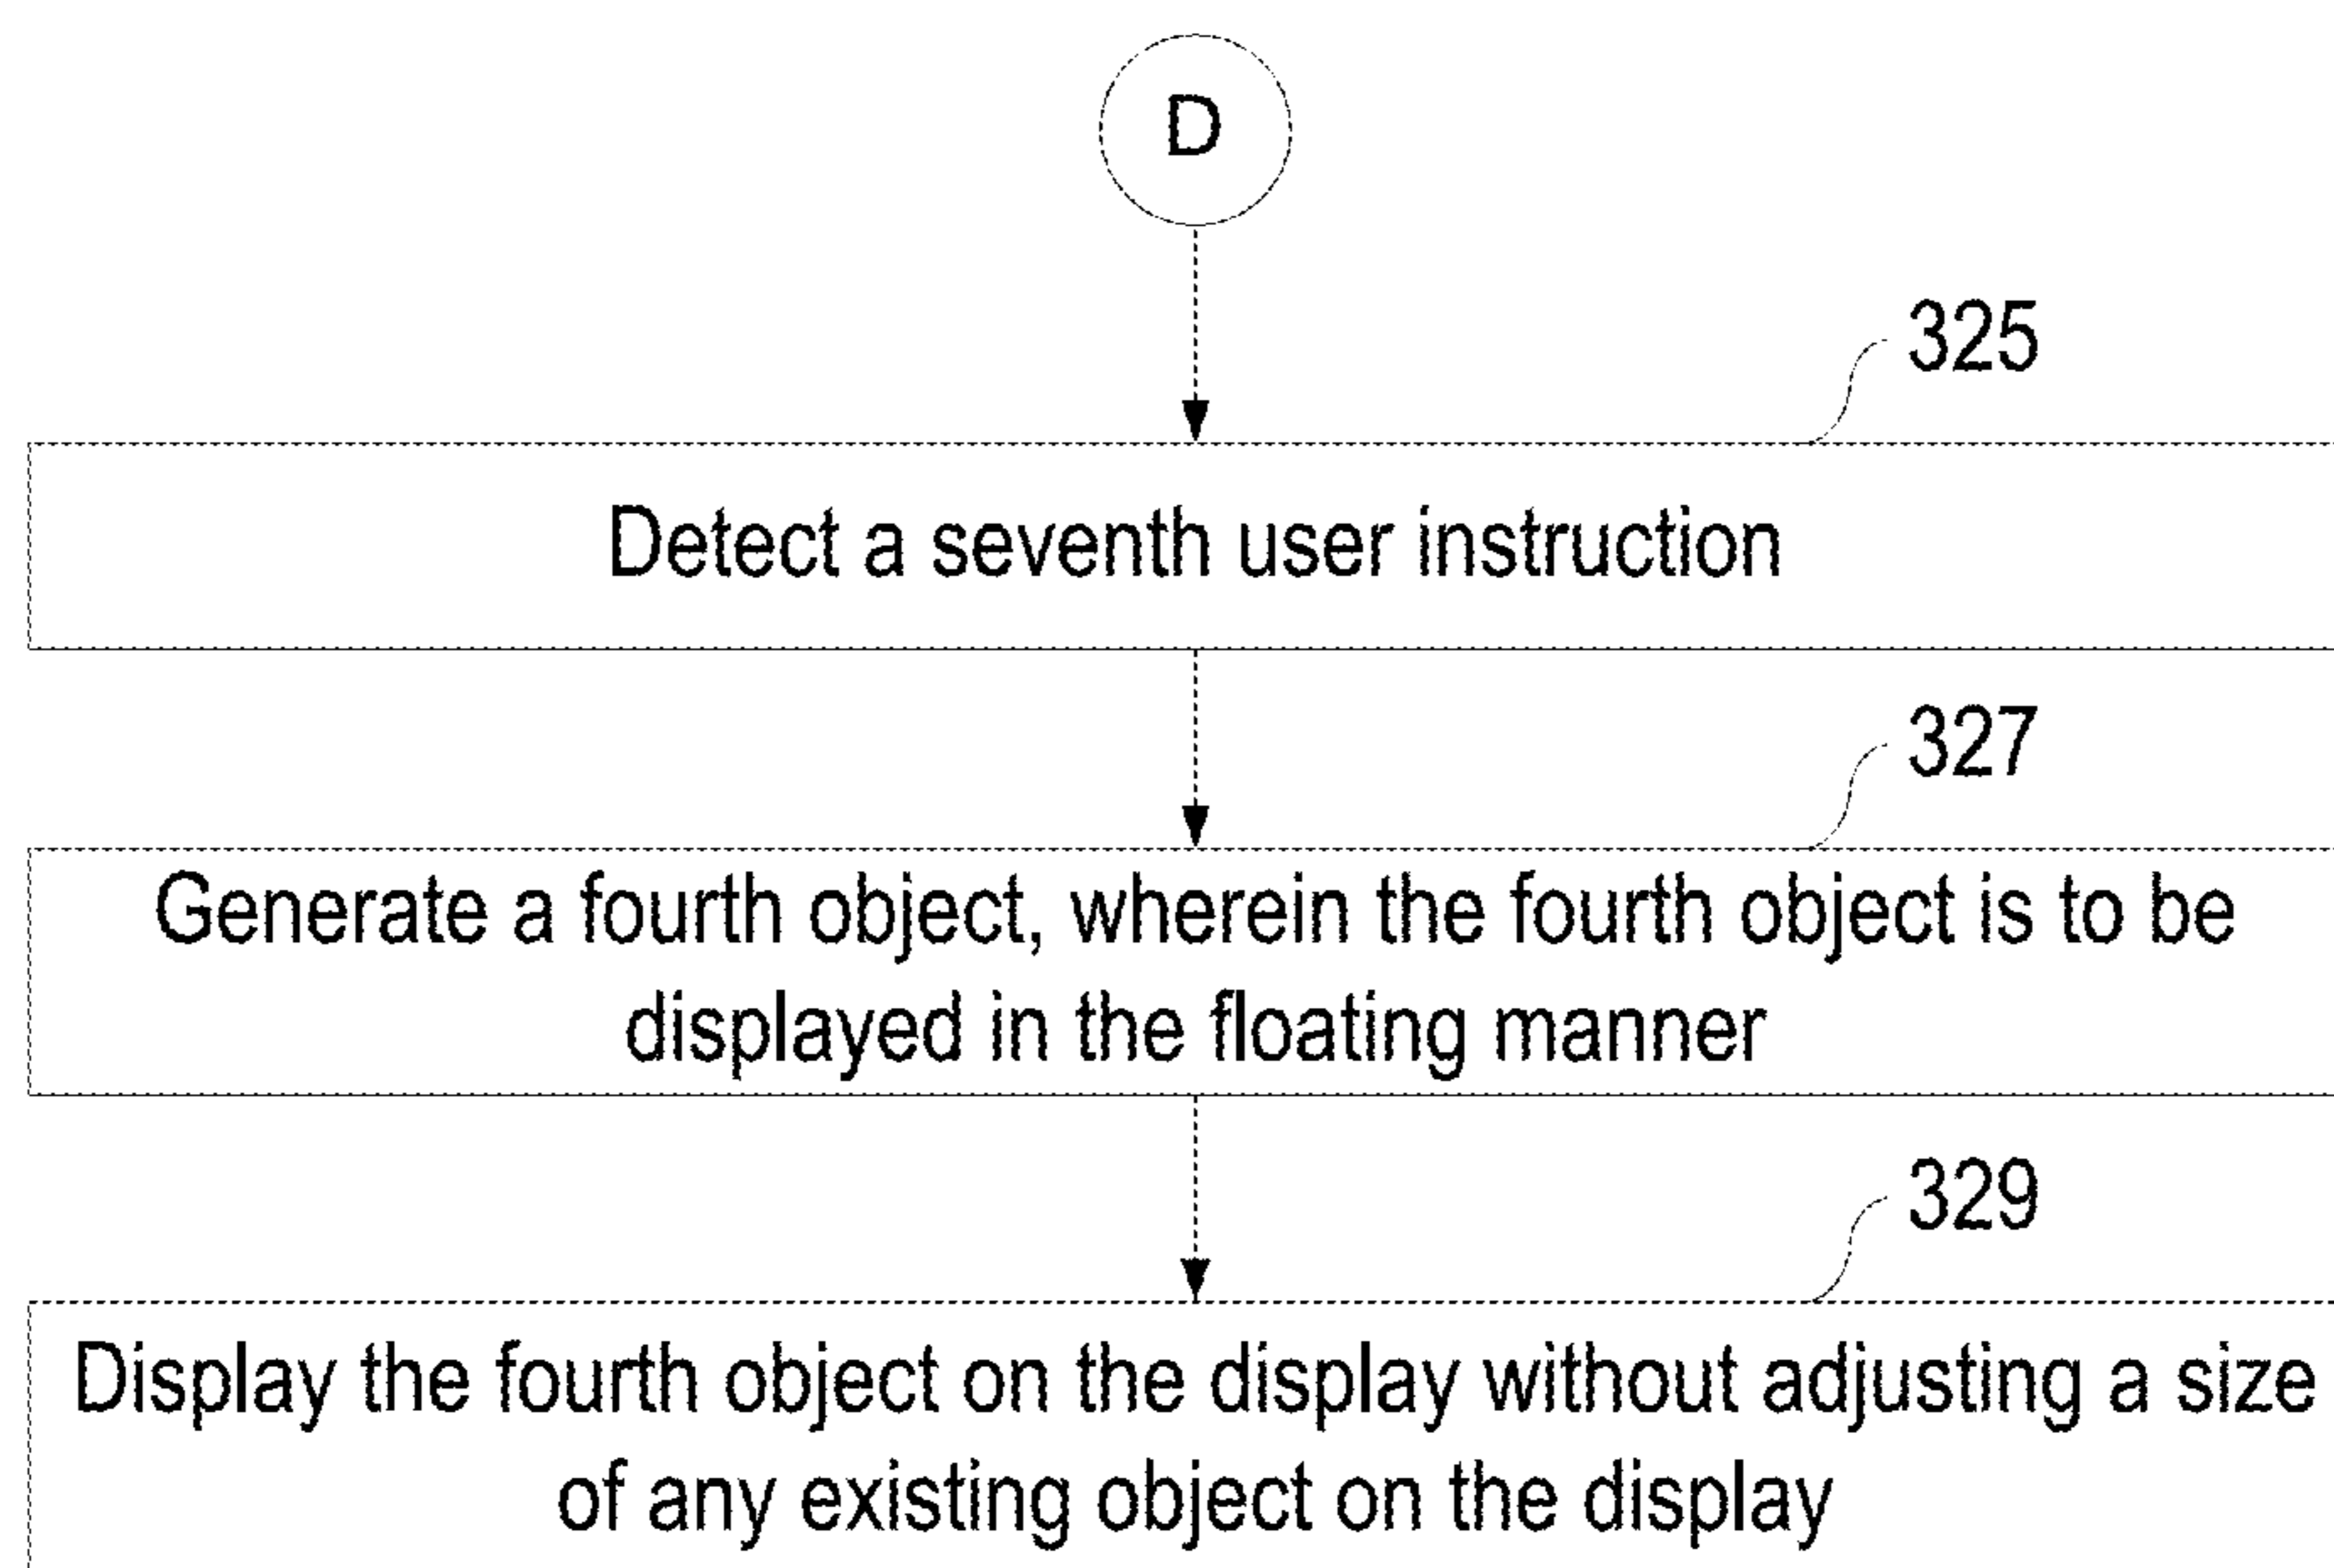 D
325
Detect a seventh user instruction
327
Generate a fourth object, wherein the fourth object is to be
displayed in the floating manner
329
Display the fourth object on the display without adjusting a size
of any existing object on the display